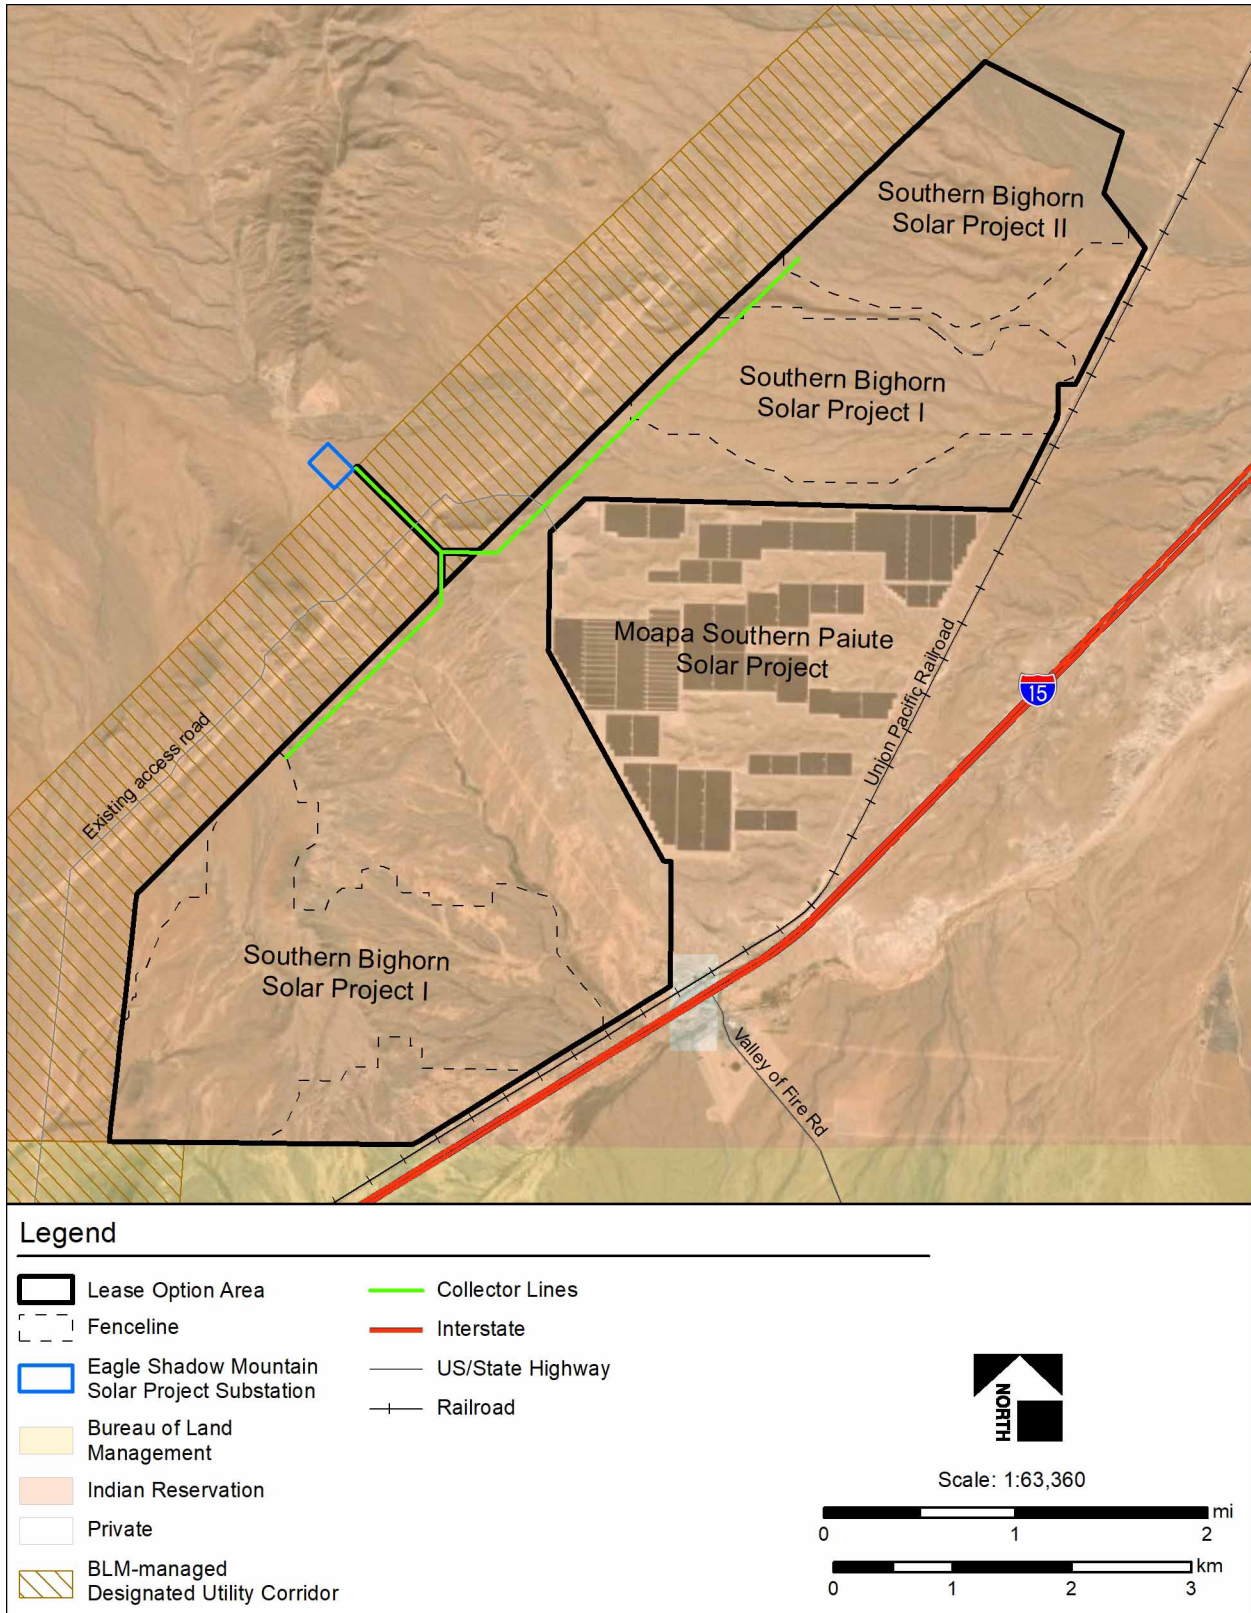 Southern Bighorn
Solar Project II
Southern Bighorn
Solar Project I
Moapa Southern Paiute
Solar Project
Union Pacific Railroad
15
Existing access road
Southern Bighorn
Solar Project I
Valley of Fire Rd
Legend
Lease Option Area
Fenceline
Eagle Shadow Mountain
Solar Project Substation
Bureau of Land
Management
Indian Reservation
Private
BLM-managed
Designated Utility Corridor
Collector Lines
Interstate
US/State Highway
Railroad
NORTH
Scale: 1:63,360
mi
0 1 2
km
0 1 2 3